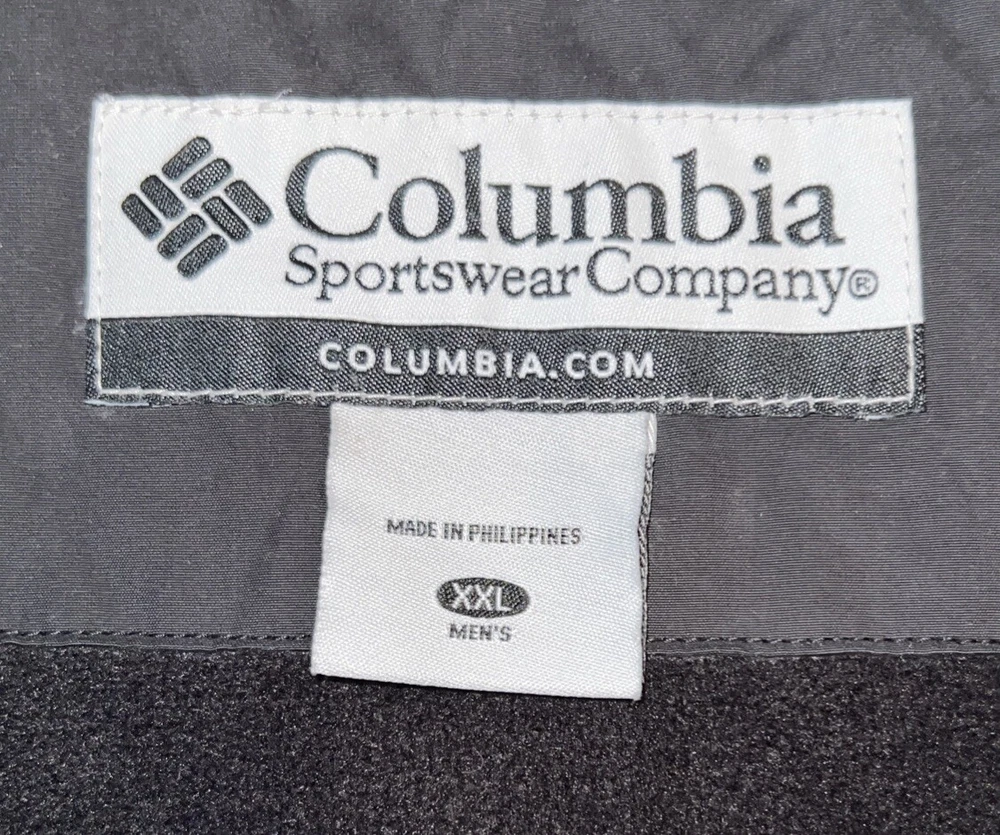 Columbia
Sportswear Company®
COLUMBIA.COM
MADE IN PHILIPPINES
XXL
MEN'S